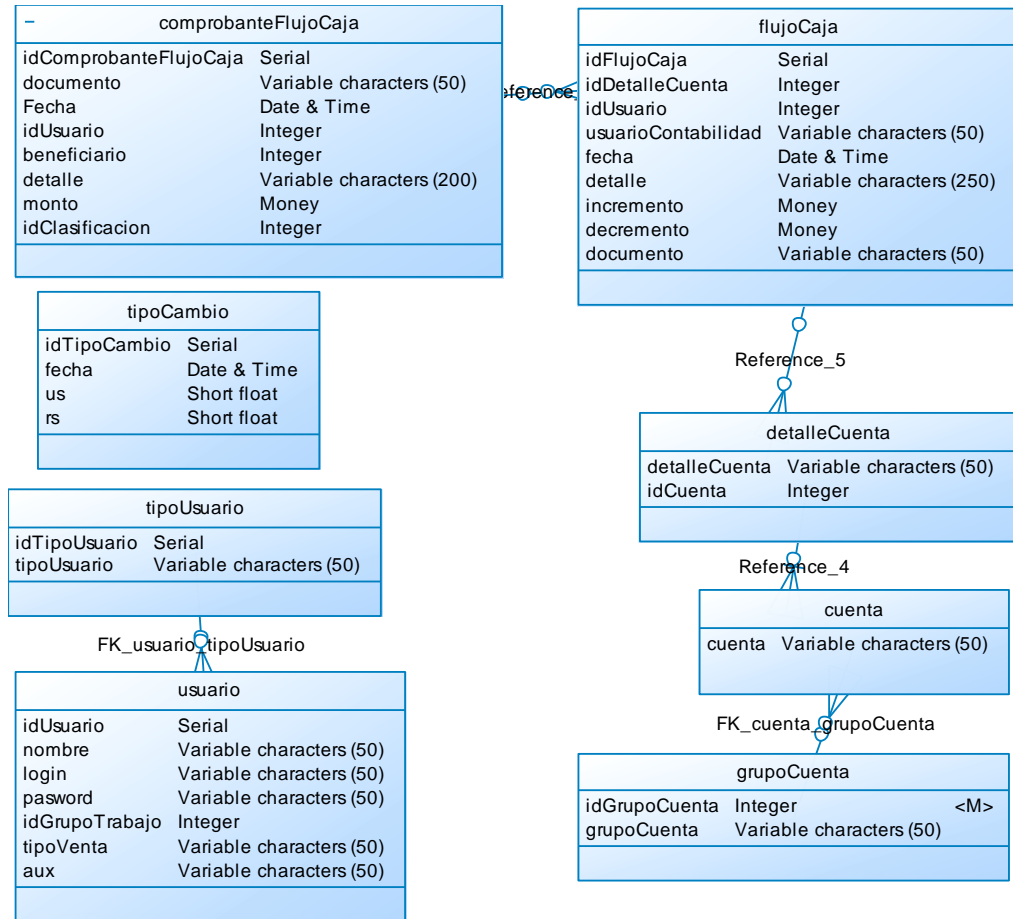 comprobanteFlujoCaja
idComprobanteFlujoCaja Serial
documento Variable characters (50)
Fecha Date & Time
idUsuario Integer
beneficiario Integer
detalle Variable characters (200)
monto Money
idClasificacion Integer
flujoCaja
idFlujoCaja Serial
idDetalleCuenta Integer
idUsuario Integer
usuarioContabilidad Variable characters (50)
fecha Date & Time
detalle Variable characters (250)
incremento Money
decremento Money
documento Variable characters (50)
tipoCambio
idTipoCambio Serial
fecha Date & Time
us Short float
rs Short float
Reference_5
detalleCuenta
detalleCuenta Variable characters (50)
idCuenta Integer
tipoUsuario
idTipoUsuario Serial
tipoUsuario Variable characters (50)
Reference_4
cuenta
cuenta Variable characters (50)
FK_usuario_tipoUsuario
usuario
idUsuario Serial
nombre Variable characters (50)
login Variable characters (50)
pasword Variable characters (50)
idGrupoTrabajo Integer
tipoVenta Variable characters (50)
aux Variable characters (50)
FK_cuenta_grupoCuenta
grupoCuenta
idGrupoCuenta Integer <M>
grupoCuenta Variable characters (50)